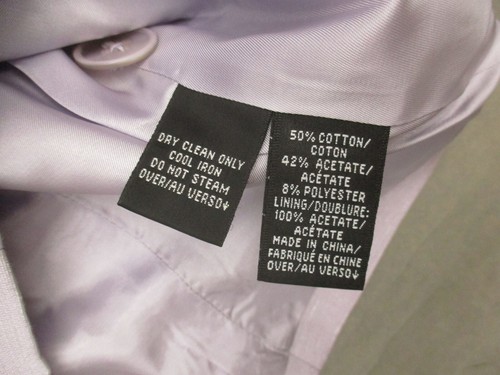 DRY CLEAN ONLY
COOL IRON
DO NOT STEAM
OVER/AU VERSO↓
50% COTTON/
COTON
42% ACETATE/
ACÉTATE
8% POLYESTER
LINING/DOUBLURE:
100% ACETATE/
ACÉTATE
MADE IN CHINA/
FABRIQUÉ EN CHINE
OVER/AU VERSO↓